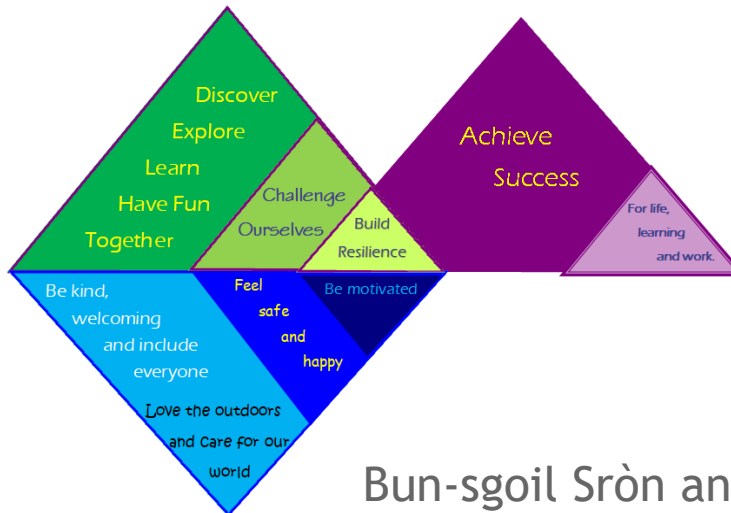 Discover
Explore
Learn
Have Fun
Together
Challenge
Ourselves
Build
Resilience
Achieve
Success
For life,
learning
and work.
Be kind,
welcoming
and include
everyone
Love the outdoors
and care for our
world
Feel
safe
and
happy
Be motivated
Bun-sgoil Sròn an